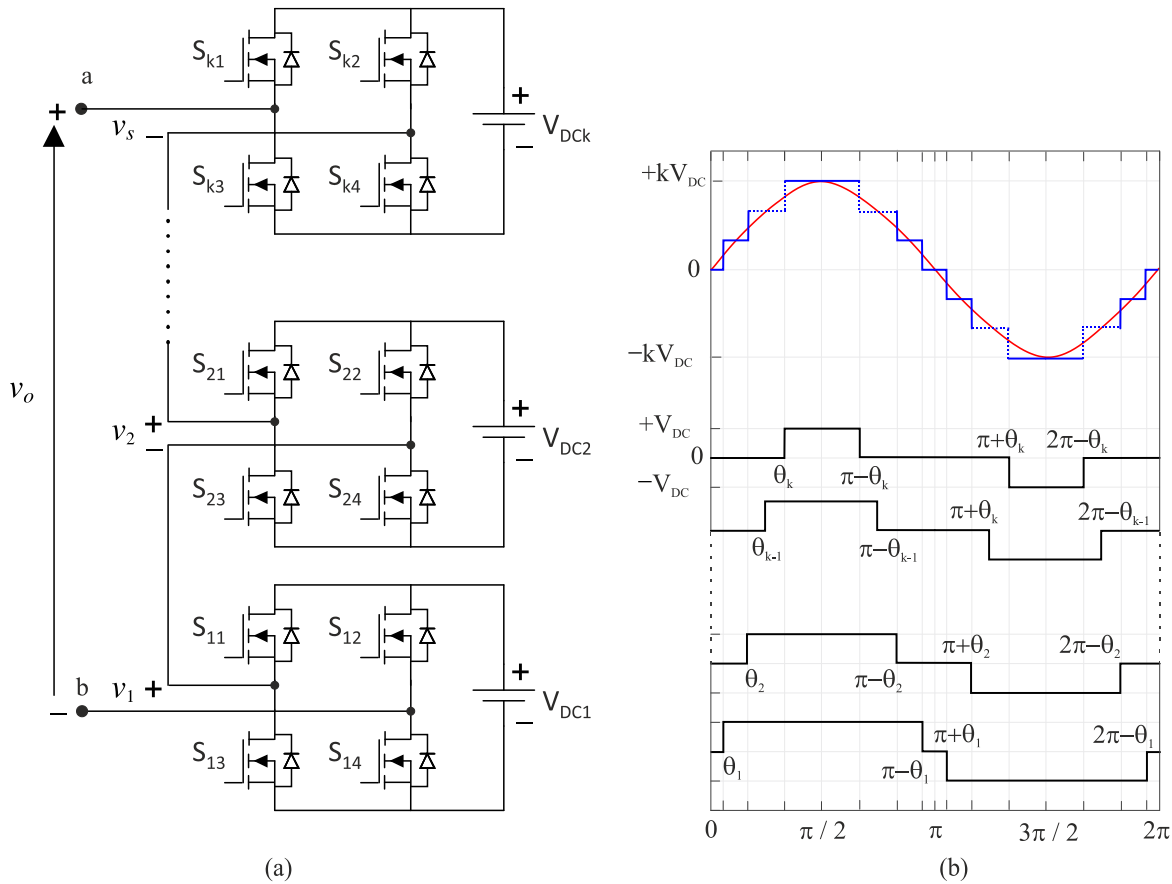 S_k1
S_k2
a
+
v_s
−
+
V_DCk
−
S_k3
S_k4
S_21
S_22
v_o
+
v_2
−
+
V_DC2
−
S_23
S_24
S_11
S_12
b
v_1
+
−
+
V_DC1
−
S_13
S_14
(a)
+kV_DC
0
−kV_DC
+V_DC
0
−V_DC
θ_k
π−θ_k
π+θ_k
2π−θ_k
θ_k-1
π−θ_k-1
π+θ_k
2π−θ_k-1
θ_2
π−θ_2
π+θ_2
2π−θ_2
θ_1
π−θ_1
π+θ_1
2π−θ_1
0
π / 2
π
3π / 2
2π
(b)